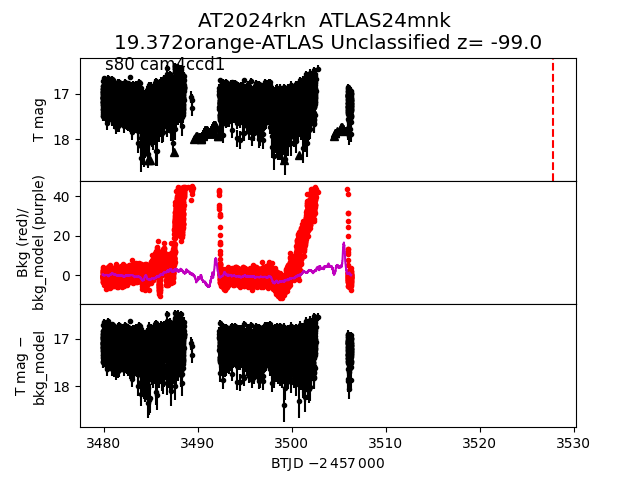 AT2024rkn  ATLAS24mnk
19.372orange-ATLAS Unclassified z= -99.0
s80 cam4ccd1
T mag
17
18
Bkg (red)/
bkg_model (purple)
40
20
0
T mag −
bkg_model
17
18
3480 3490 3500 3510 3520 3530
BTJD −2 457 000